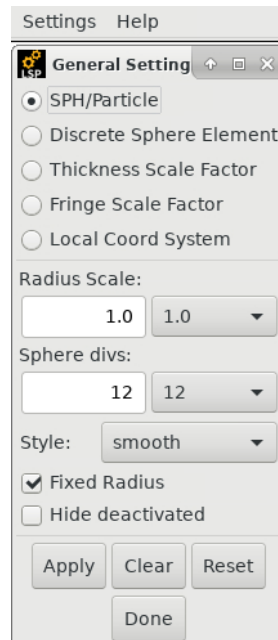 Settings Help
LSP General Setting
SPH/Particle
Discrete Sphere Element
Thickness Scale Factor
Fringe Scale Factor
Local Coord System
Radius Scale:
1.0 1.0
Sphere divs:
12 12
Style: smooth
Fixed Radius
Hide deactivated
Apply Clear Reset
Done